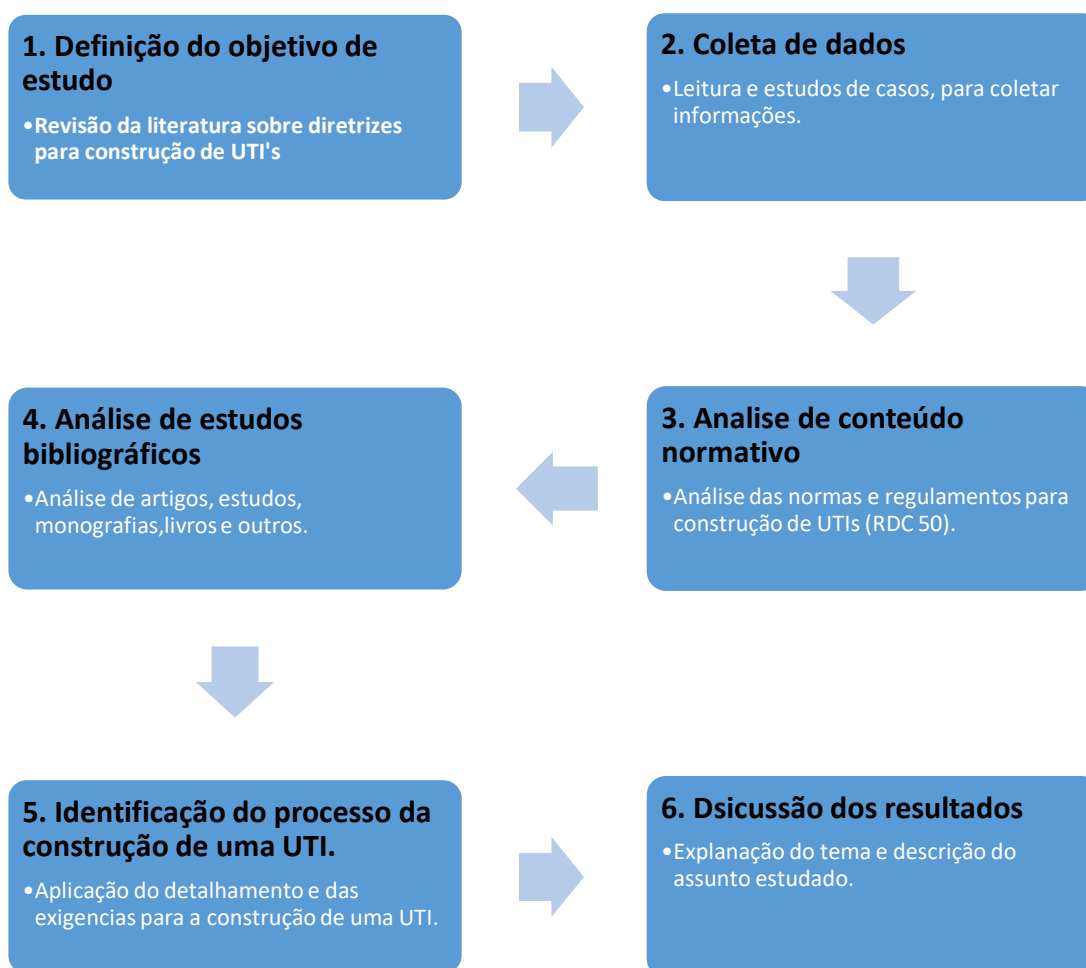 1. Definição do objetivo de
estudo
•Revisão da literatura sobre diretrizes
para construção de UTI's
2. Coleta de dados
•Leitura e estudos de casos, para coletar
informações.
3. Analise de conteúdo
normativo
•Análise das normas e regulamentos para
construção de UTIs (RDC 50).
4. Análise de estudos
bibliográficos
•Análise de artigos, estudos,
monografias,livros e outros.
5. Identificação do processo da
construção de uma UTI.
•Aplicação do detalhamento e das
exigencias para a construção de uma UTI.
6. Dsicussão dos resultados
•Explanação do tema e descrição do
assunto estudado.